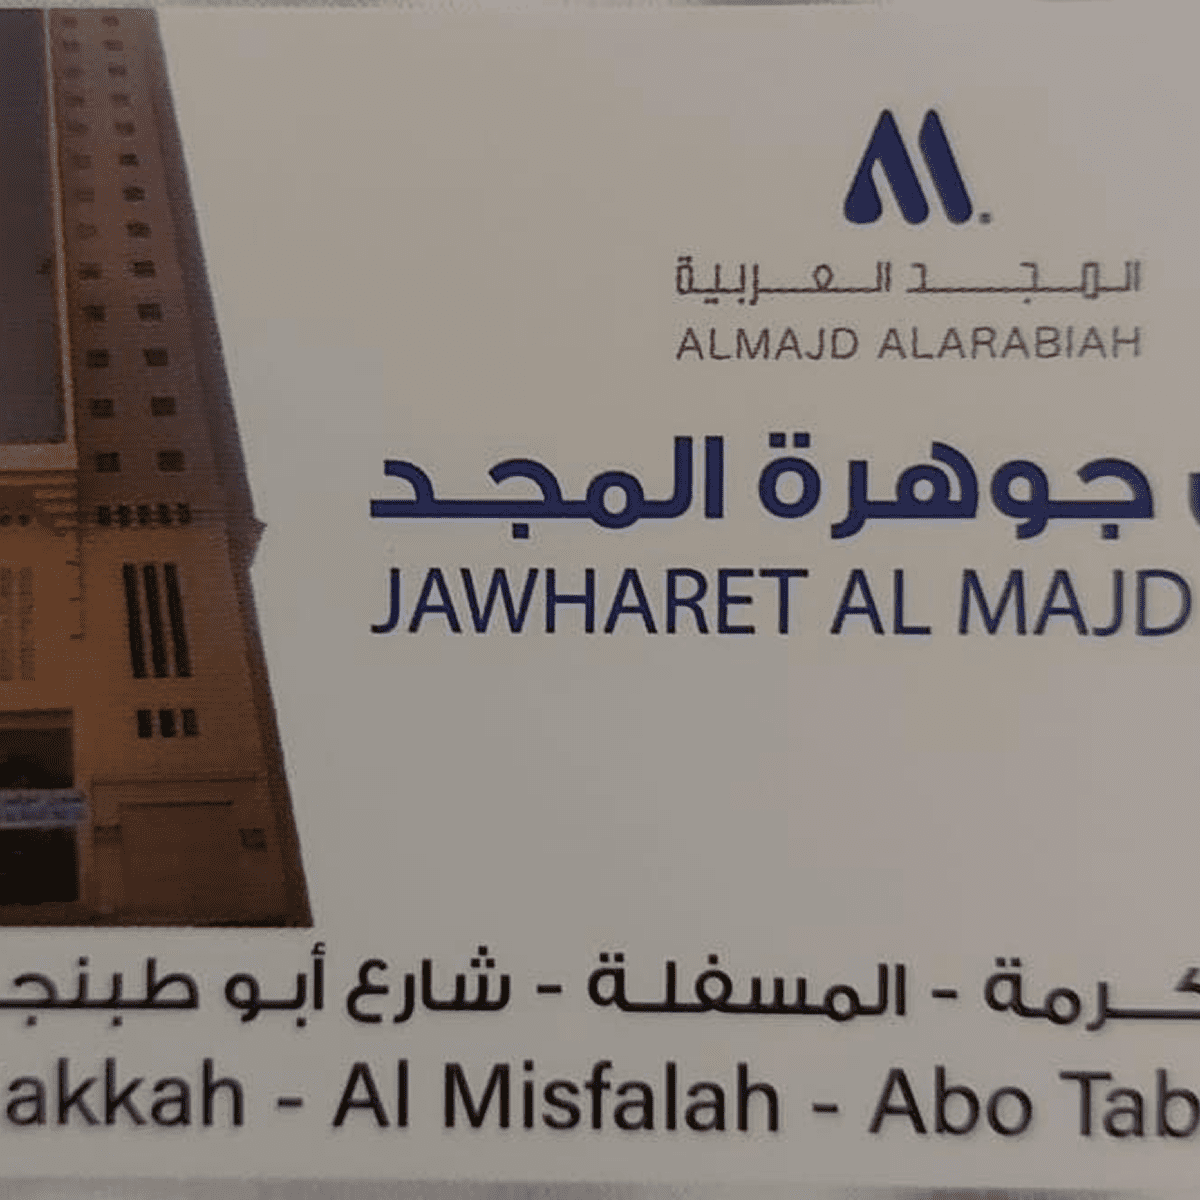 المجد العربية
ALMAJD ALARABIAH
جوهرة المجد
JAWHARET AL MAJD
المسفلة - شارع أبو -
Al Misfalah - Abo -